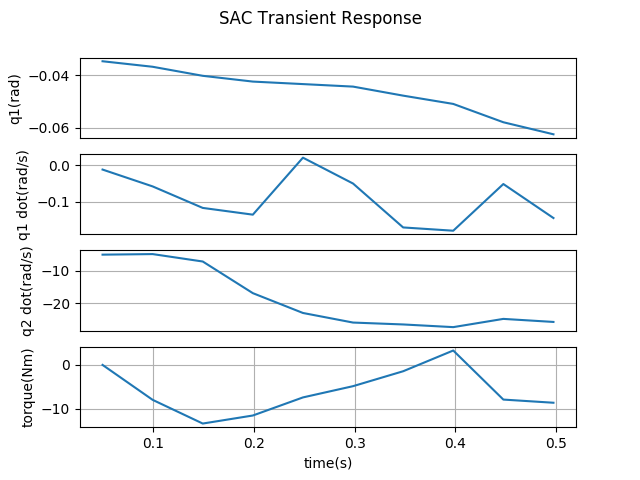 SAC Transient Response
q1(rad)
−0.04
−0.06
q1 dot(rad/s)
0.0
−0.1
q2 dot(rad/s)
−10
−20
torque(Nm)
0
−10
0.1 0.2 0.3 0.4 0.5
time(s)